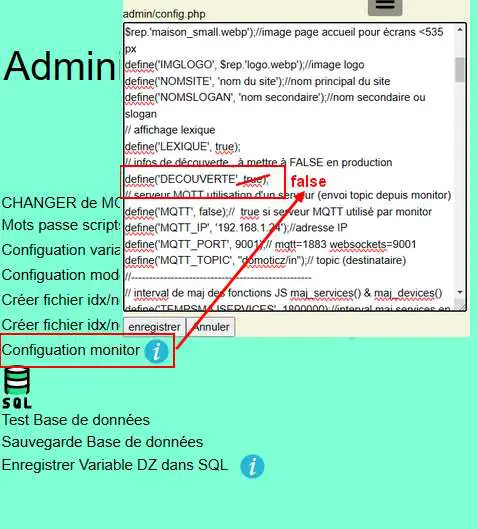 admin/config.php
$rep.'maison_small.webp');//image page accueil pour écrans <535
px
define('IMGLOGO', $rep.'logo.webp');//image logo
define('NOMSITE', 'nom du site');//nom principal du site
define('NOMSLOGAN', 'nom secondaire');//nom secondaire ou
slogan
// affichage lexique
define('LEXIQUE', true);
// infos de découverte , à mettre à FALSE en production
define('DECOUVERTE', true);
false
// serveur MQTT utilisation d'un serveur (envoi topic depuis monitor)
define('MQTT', false);// true si serveur MQTT utilisé par monitor
define('MQTT_IP', '192.168.1.24');//adresse IP
define('MQTT_PORT', 9001);// mqtt=1883 websockets=9001
define('MQTT_TOPIC', "domoticz/in");// topic (destinataire)
//--------------------------------------------------
// interval de maj des fonctions JS maj_services() & maj_devices()
define('TEMPSMAJSERVICES', 1800000);//interval maj services en
enregistrer Annuler
Admin
CHANGER de MO
Mots passe script
Configuation varia
Configuation mod
Créer fichier idx/n
Créer fichier idx/n
Configuation monitor i
SQL
Test Base de données
Sauvegarde Base de données
Enregistrer Variable DZ dans SQL i